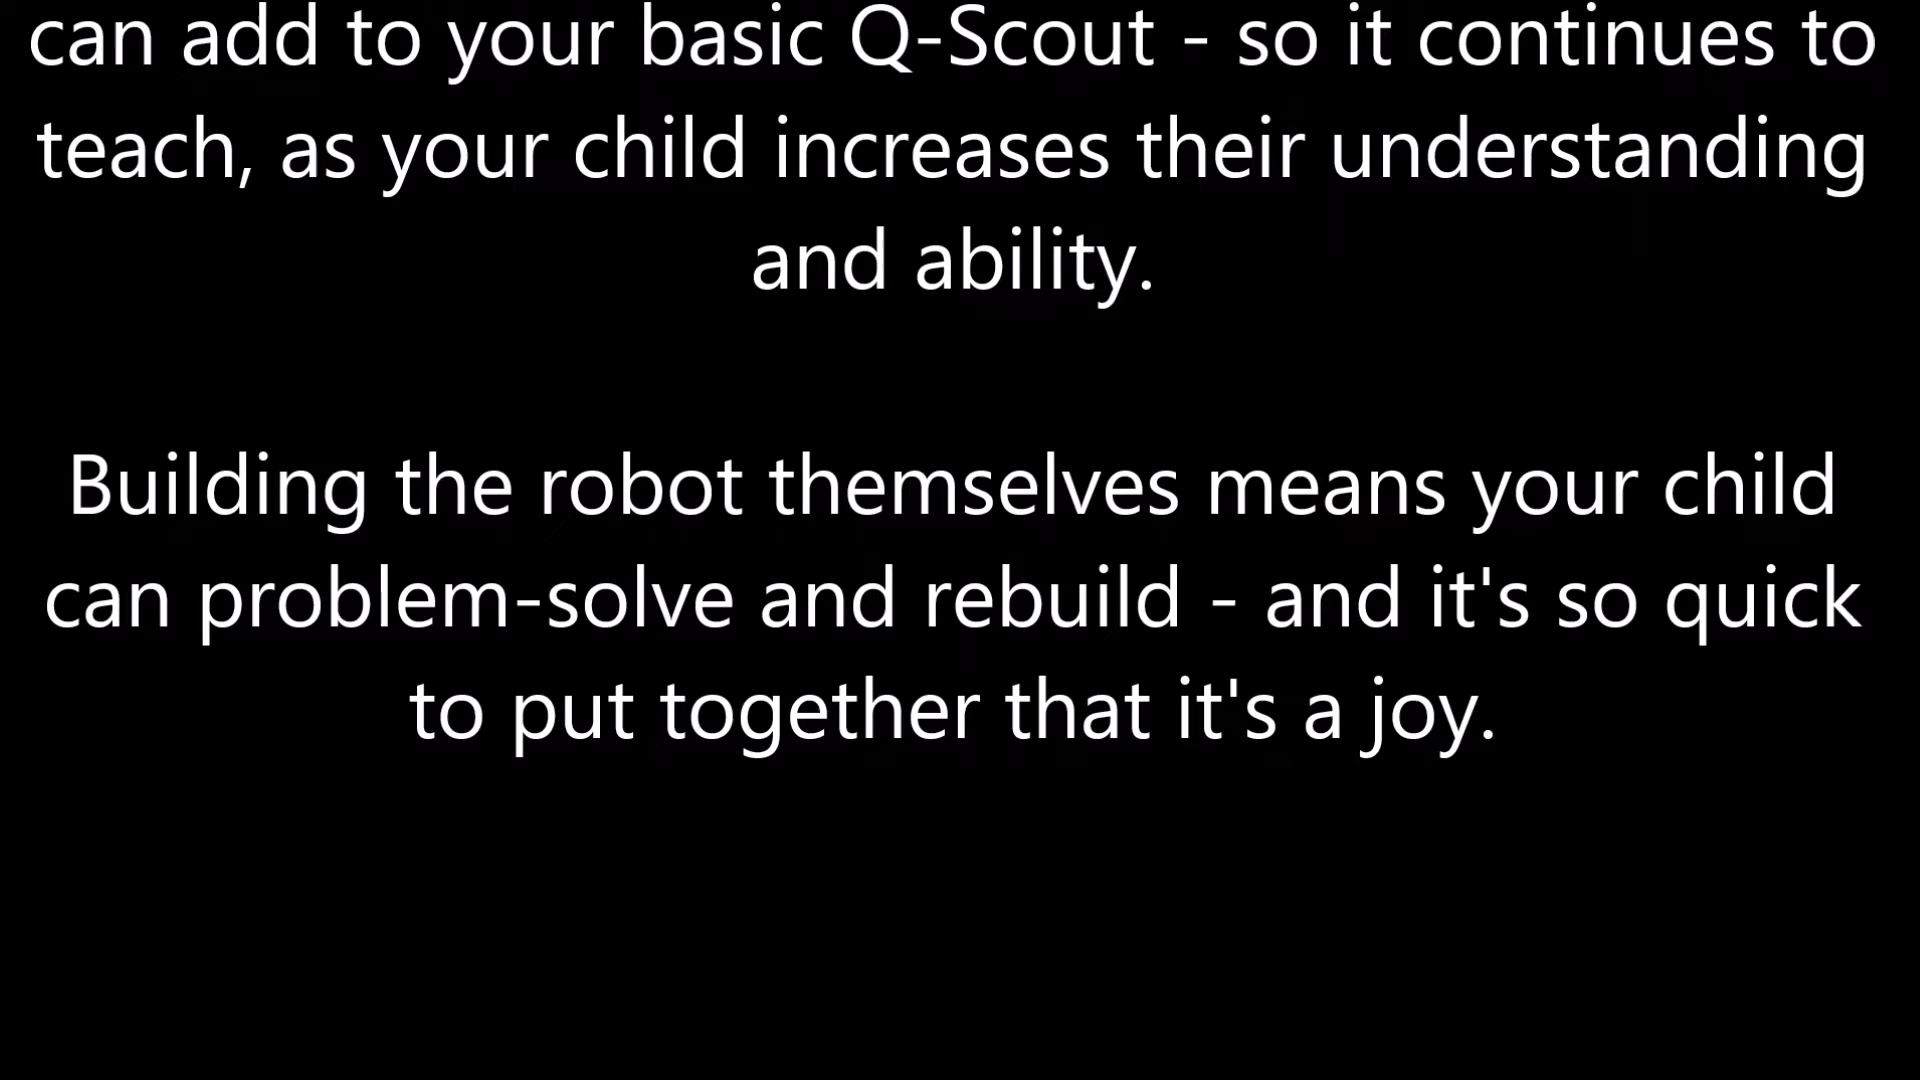 can add to your basic Q-Scout - so it continues to
teach, as your child increases their understanding
and ability.
Building the robot themselves means your child
can problem-solve and rebuild - and it's so quick
to put together that it's a joy.